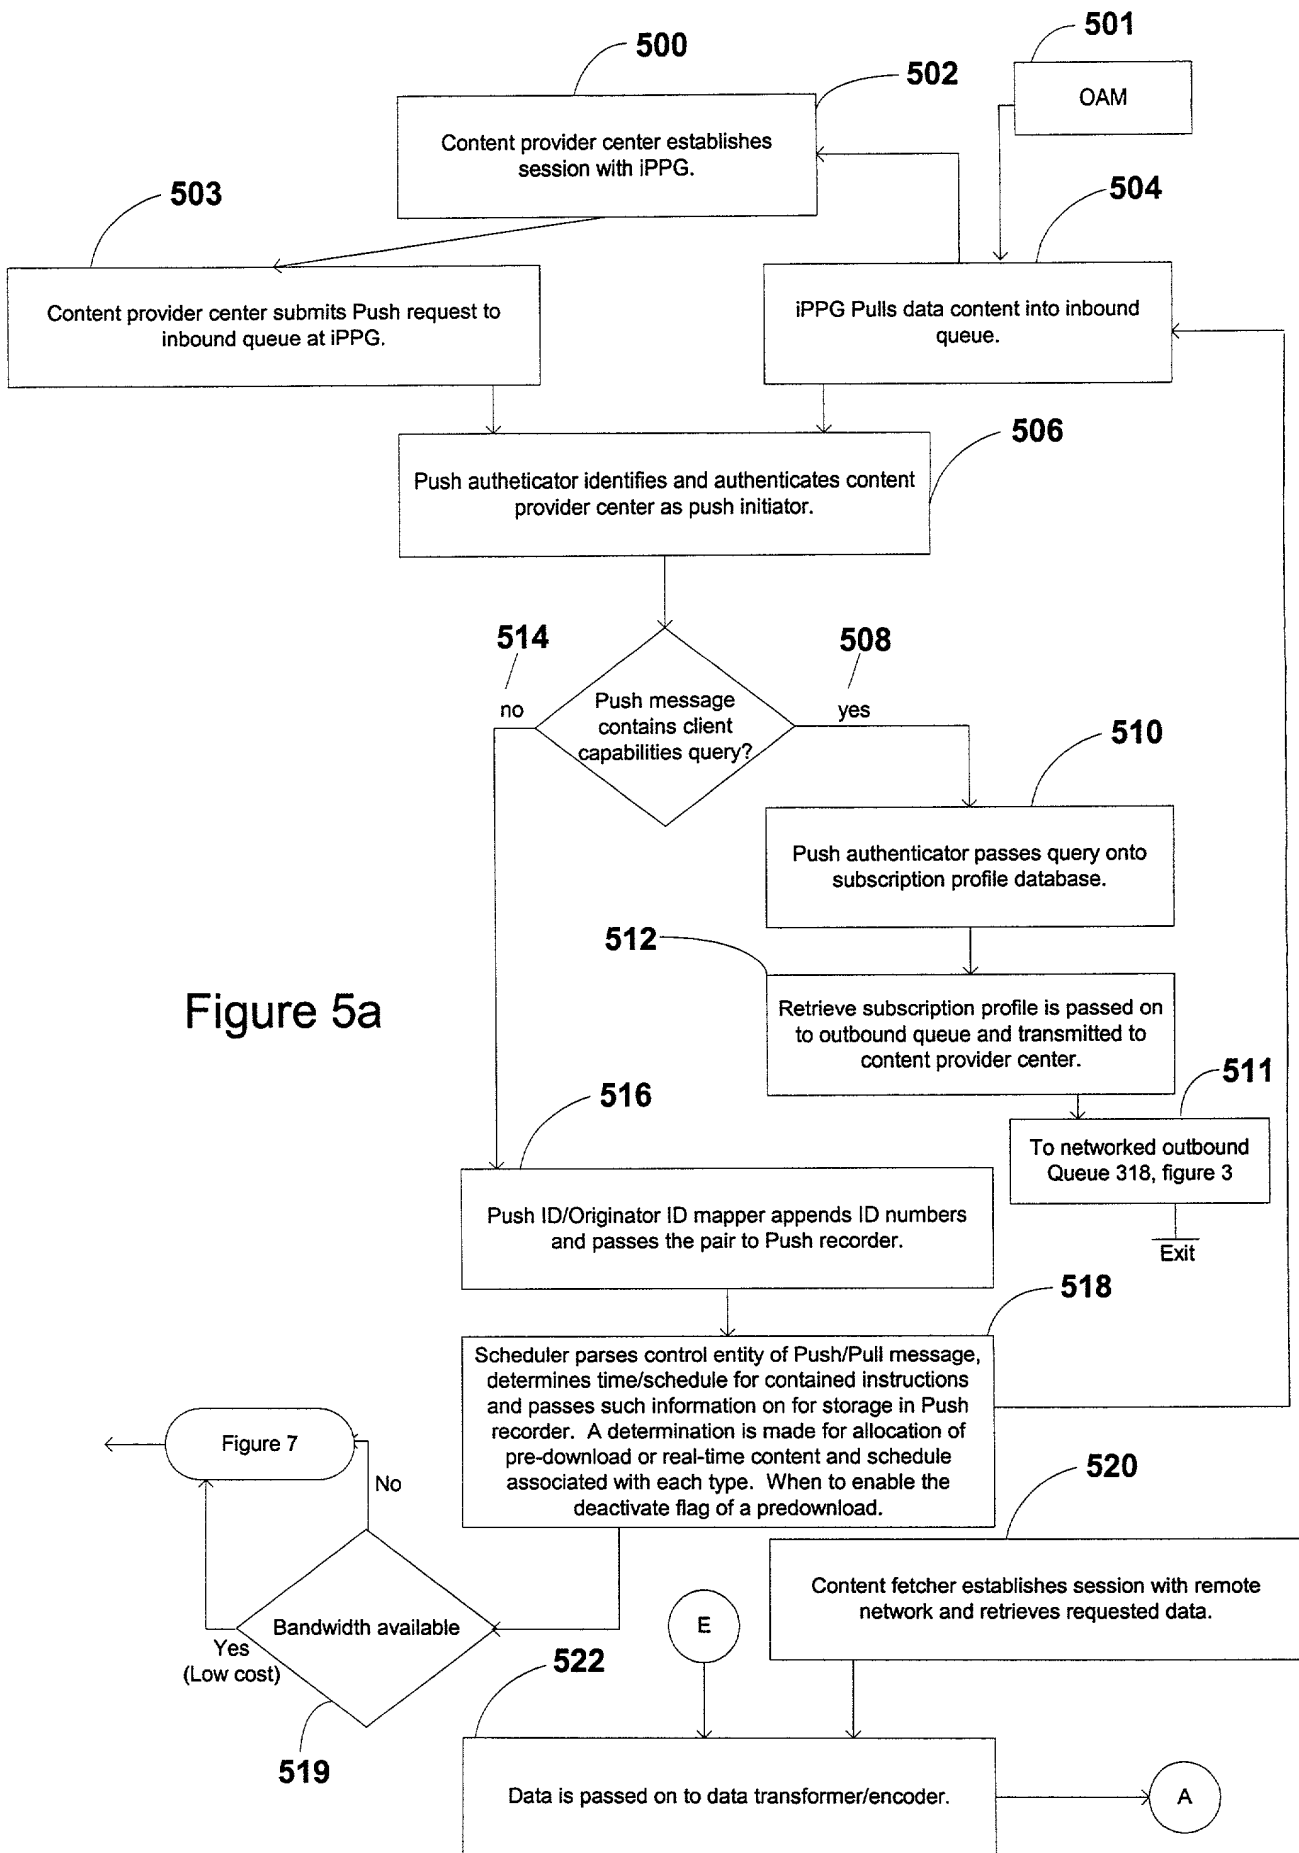 500
501
502
OAM
Content provider center establishes
session with iPPG.
503
504
Content provider center submits Push request to
inbound queue at iPPG.
iPPG Pulls data content into inbound
queue.
506
Push autheticator identifies and authenticates content
provider center as push initiator.
514
508
no
Push message
contains client
capabilities query?
yes
510
Push authenticator passes query onto
subscription profile database.
512
Retrieve subscription profile is passed on
to outbound queue and transmitted to
content provider center.
Figure 5a
511
To networked outbound
Queue 318, figure 3
Exit
516
Push ID/Originator ID mapper appends ID numbers
and passes the pair to Push recorder.
518
Scheduler parses control entity of Push/Pull message,
determines time/schedule for contained instructions
and passes such information on for storage in Push
recorder. A determination is made for allocation of
pre-download or real-time content and schedule
associated with each type. When to enable the
deactivate flag of a predownload.
Figure 7
No
520
Content fetcher establishes session with remote
network and retrieves requested data.
Bandwidth available
Yes
(Low cost)
E
519
522
Data is passed on to data transformer/encoder.
A